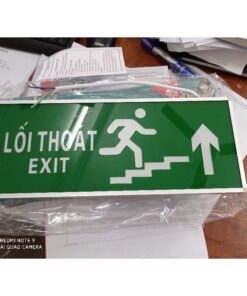 LỐI THOÁT
EXIT
REDMI NOTE 9
AI QUAD CAMERA